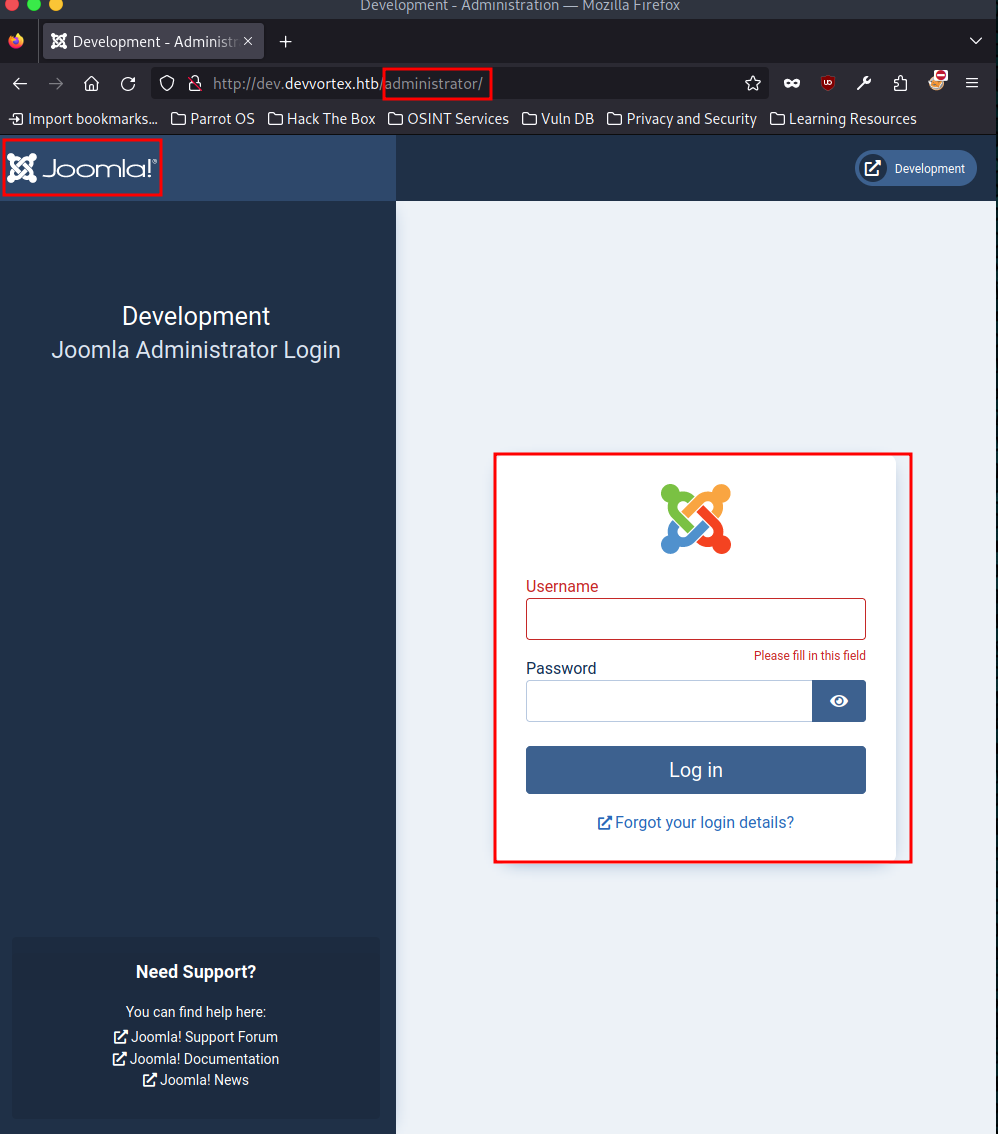 Development - Administration — Mozilla Firefox
Development - Administr
http://dev.devvortex.htb/administrator/
Import bookmarks... Parrot OS Hack The Box OSINT Services Vuln DB Privacy and Security Learning Resources
Joomla!®
Development
Development
Joomla Administrator Login
Username
Please fill in this field
Password
Log in
Forgot your login details?
Need Support?
You can find help here:
Joomla! Support Forum
Joomla! Documentation
Joomla! News